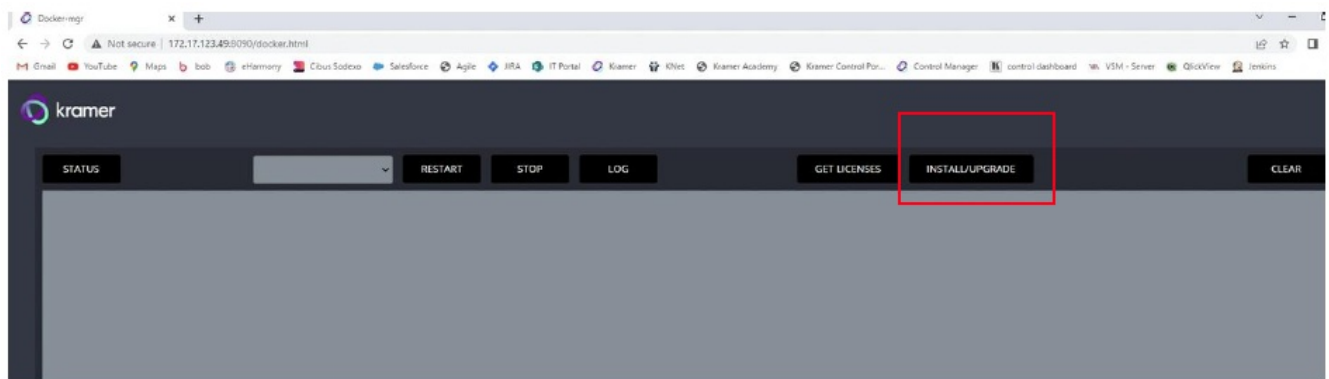 Docker-mgr
Not secure | 172.17.123.49:8090/docker.html
Gmail YouTube Maps bob eHarmony Cibus Sodexo Salesforce Agile JIRA IT Portal Kramer KNet Kramer Academy Kramer Control Por... Control Manager control dashboard VSM - Server QlickView Jenkins
kramer
STATUS RESTART STOP LOG GET LICENSES INSTALL/UPGRADE CLEAR